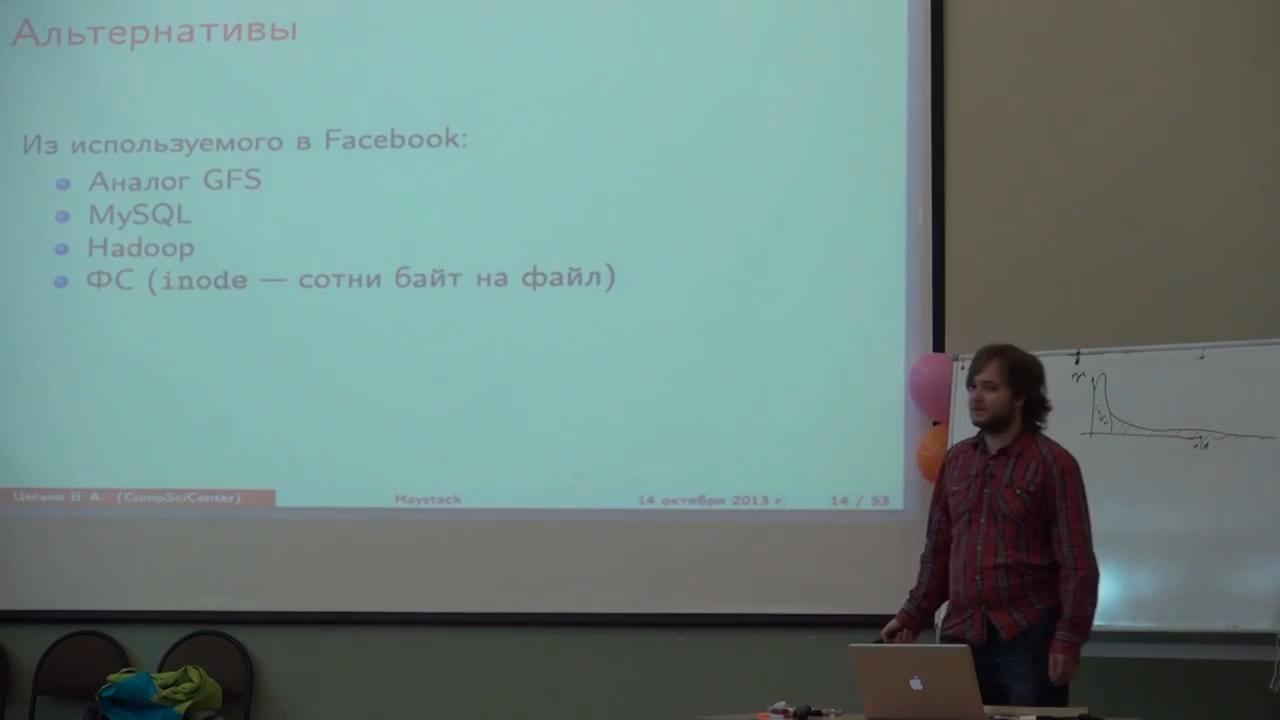 Альтернативы
Из используемого в Facebook:
Аналог GFS
MySQL
Hadoop
ФС (inode — сотни байт на файл)
Цесько В. А. (CompSciCenter) Haystack 14 октября 2013 г. 14 / 53